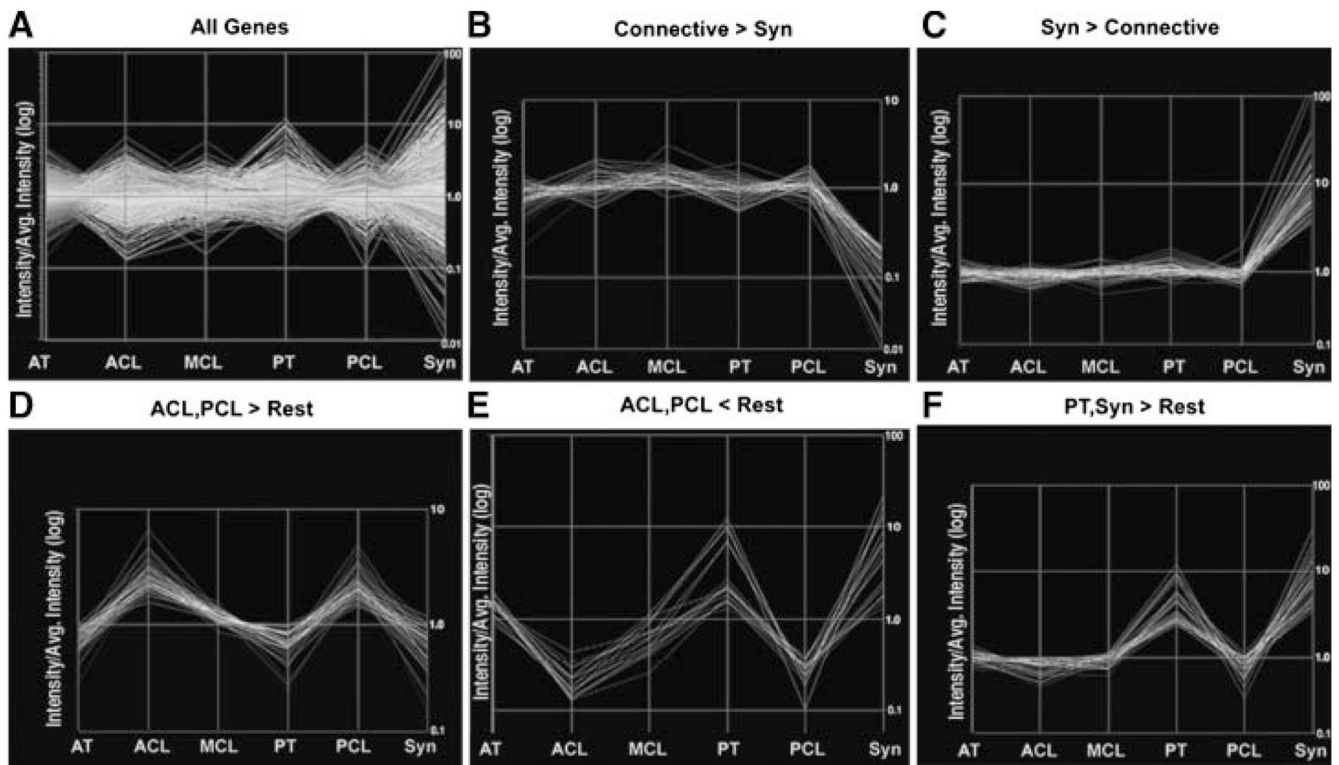 A All Genes
Intensity/Avg. Intensity (log)
100
10
1.0
0.1
0.01
AT ACL MCL PT PCL Syn
B Connective > Syn
Intensity/Avg. Intensity (log)
10
1.0
0.1
0.01
AT ACL MCL PT PCL Syn
C Syn > Connective
Intensity/Avg. Intensity (log)
100
10
1.0
0.1
AT ACL MCL PT PCL Syn
D ACL,PCL > Rest
Intensity/Avg. Intensity (log)
10
1.0
0.1
AT ACL MCL PT PCL Syn
E ACL,PCL < Rest
Intensity/Avg. Intensity (log)
100
10
1.0
0.1
AT ACL MCL PT PCL Syn
F PT,Syn > Rest
Intensity/Avg. Intensity (log)
100
10
1.0
0.1
AT ACL MCL PT PCL Syn